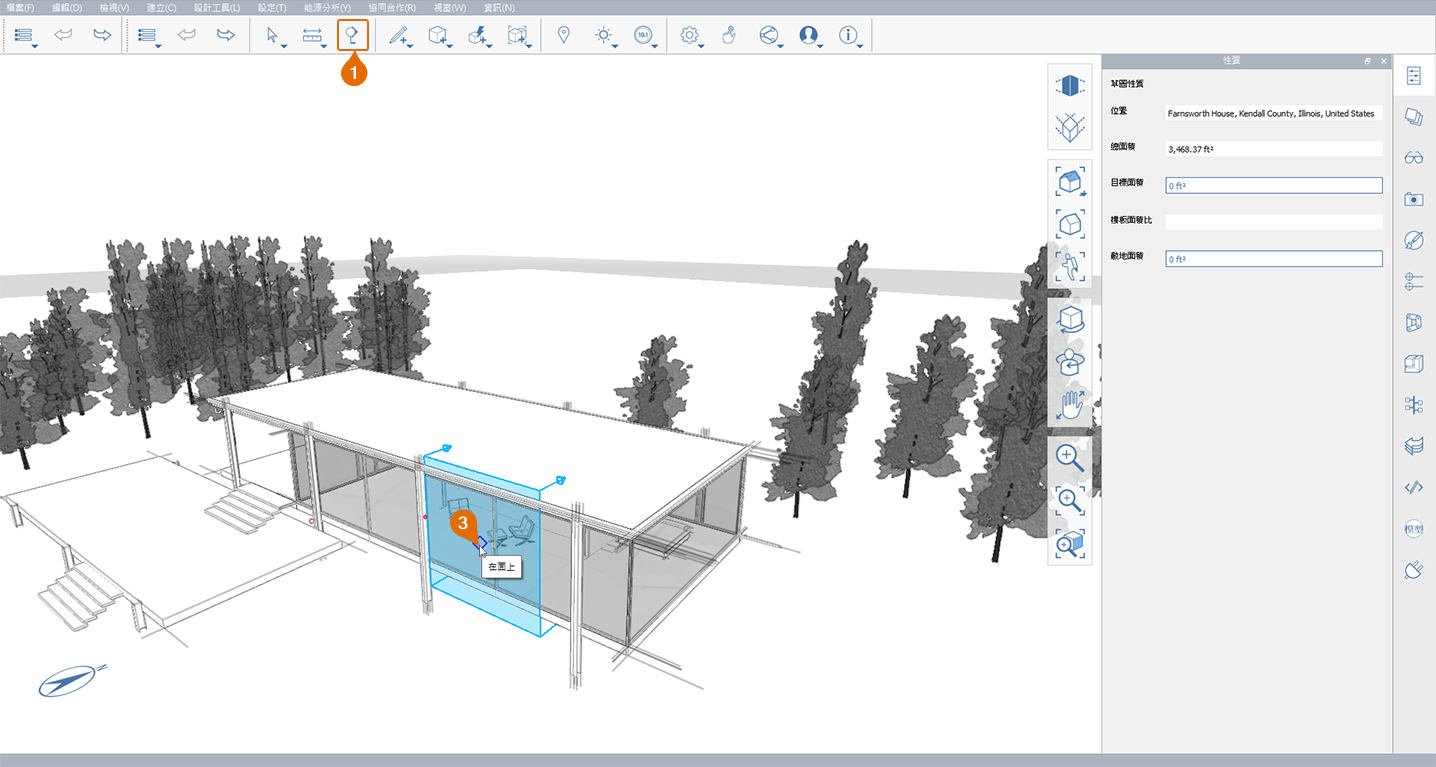 檔案(F) 編輯(D) 檢視(V) 建立(C) 設計工具(L) 設定(T) 能源分析(Y) 協同合作(R) 視窗(W) 資訊(N)
19.1
1
性質
草圖性質
位置 Farnsworth House, Kendall County, Illinois, United States
總面積 3,468.37 ft²
目標面積 0 ft²
樓板面積比
敷地面積 0 ft²
模型
3
在面上
N